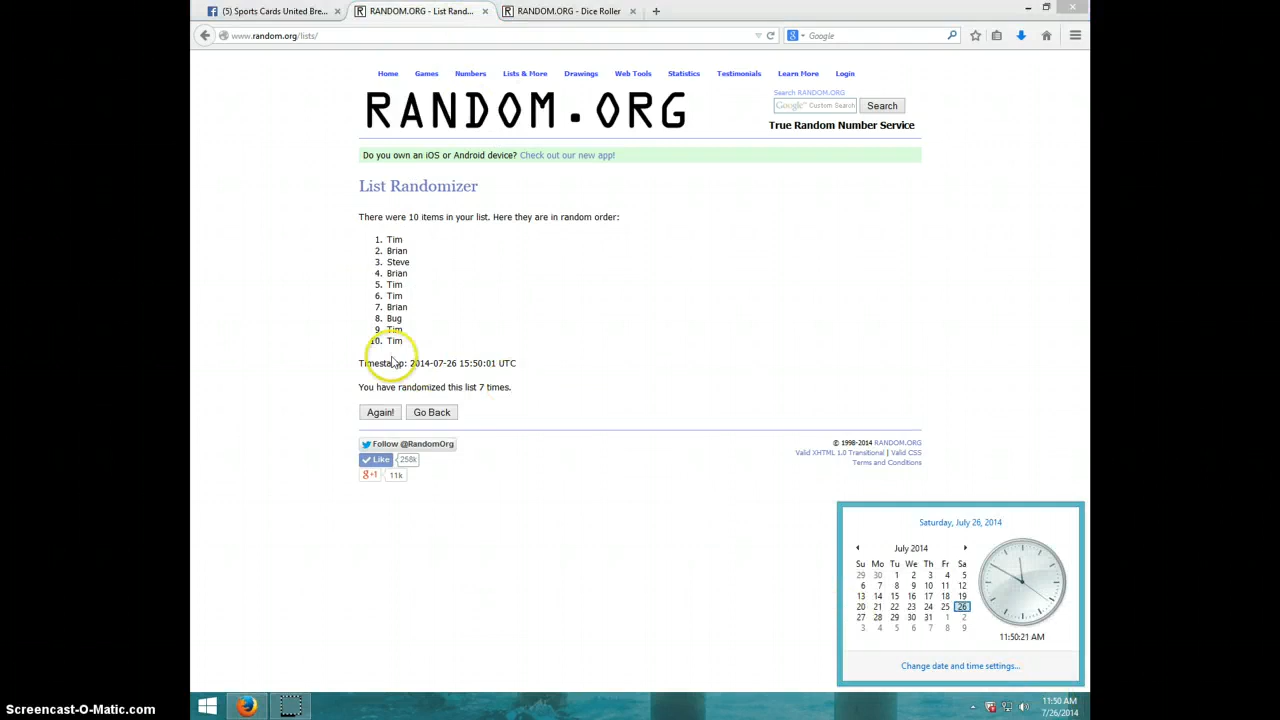 (5) Sports Cards United Bre...
RANDOM.ORG - List Rand...
RANDOM.ORG - Dice Roller
www.random.org/lists/
Google
Home Games Numbers Lists & More Drawings Web Tools Statistics Testimonials Learn More Login
RANDOM.ORG
Search RANDOM.ORG
Google™ Custom Search Search
True Random Number Service
Do you own an iOS or Android device? Check out our new app!
List Randomizer
There were 10 items in your list. Here they are in random order:
1. Tim
2. Brian
3. Steve
4. Brian
5. Tim
6. Tim
7. Brian
8. Bug
9. Tim
10. Tim
Timestamp: 2014-07-26 15:50:01 UTC
You have randomized this list 7 times.
Again! Go Back
Follow @RandomOrg
Like 258k
+1 11k
© 1998-2014 RANDOM.ORG
Valid XHTML 1.0 Transitional | Valid CSS
Terms and Conditions
Saturday, July 26, 2014
July 2014
Su Mo Tu We Th Fr Sa
29 30 1 2 3 4 5
6 7 8 9 10 11 12
13 14 15 16 17 18 19
20 21 22 23 24 25 26
27 28 29 30 31 1 2
3 4 5 6 7 8 9
11:50:21 AM
Change date and time settings...
11:50 AM
7/26/2014
Screencast-O-Matic.com